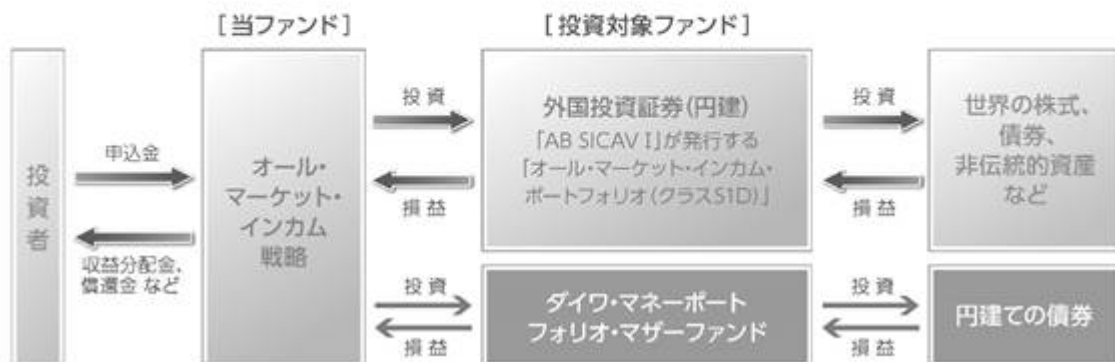 [当ファンド]
[投資対象ファンド]
投資者
申込金
収益分配金、
償還金 など
オール・
マーケット・
インカム
戦略
投資
損益
外国投資証券(円建)
「AB SICAV I」が発行する
「オール・マーケット・インカム・
ポートフォリオ(クラスS1D)」
投資
損益
世界の株式、
債券、
非伝統的資産
など
投資
損益
ダイワ・マネーポート
フォリオ・マザーファンド
投資
損益
円建ての債券